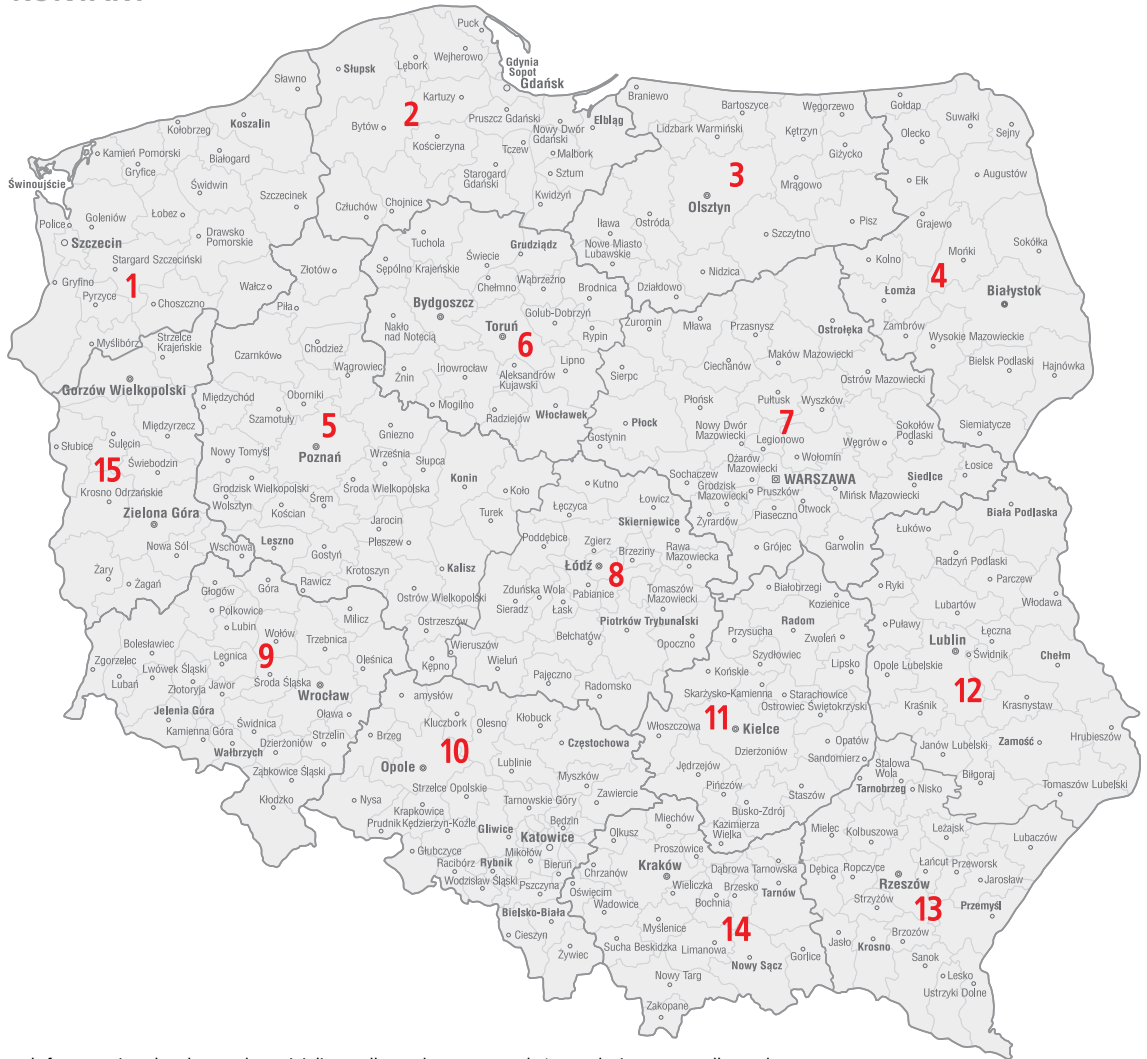 Puck
Wejherowo
Lębork
Słupsk
Gdynia
Sopot
Gdańsk
Sławno
Kartuzy
2
Pruszcz Gdański
Bytów
Kościerzyna
Nowy Dwór
Gdański
Elbląg
Tczew
Malbork
Starogard
Gdański
Sztum
Kwidzyń
Człuchów
Chojnice
Koszalin
Kołobrzeg
Kamień Pomorski
Gryfice
Białogard
Świnoujście
Świdwin
Szczecinek
Police
Goleniów
Łobez
Drawsko
Pomorskie
Szczecin
Stargard Szczeciński
1
Gryfino
Pyrzyce
Choszczno
Wałcz
Myślibórz
Braniewo
Bartoszyce
Węgorzewo
Lidzbark Warmiński
Kętrzyn
Giżycko
3
Mrągowo
Olsztyn
Iława
Ostróda
Pisz
Szczytno
Nowe Miasto
Lubawskie
Nidzica
Działdowo
Gołdap
Suwałki
Olecko
Sejny
Ełk
Augustów
Grajewo
Sokółka
Kolno
Mońki
4
Łomża
Białystok
Zambrów
Wysokie Mazowieckie
Bielsk Podlaski
Hajnówka
Siemiatycze
Tuchola
Grudziądz
Sępólno Krajeńskie
Świecie
Chełmno
Wąbrzeźno
Brodnica
Bydgoszcz
Golub-Dobrzyń
Toruń
6
Nakło
nad Notecią
Rypin
Lipno
Inowrocław
Aleksandrów
Kujawski
Żnin
Mogilno
Radziejów
Włocławek
Złotów
Piła
Czarnków
Chodzież
Wągrowiec
Międzychód
Oborniki
Szamotuły
5
Gniezno
Poznań
Nowy Tomyśl
Września
Słupca
Konin
Koło
Grodzisk Wielkopolski
Wolsztyn
Środa Wielkopolska
Śrem
Kościan
Turek
Jarocin
Leszno
Gostyń
Pleszew
Kalisz
Krotoszyn
Rawicz
Ostrów Wielkopolski
Ostrzeszów
Kępno
Strzelce
Krajeńskie
Gorzów Wielkopolski
Międzyrzecz
Słubice
Sulęcin
15
Świebodzin
Krosno Odrzańskie
Zielona Góra
Nowa Sól
Wschowa
Żary
Żagań
Żuromin
Mława
Przasnysz
Ostrołęka
Ciechanów
Maków Mazowiecki
Sierpc
Ostrów Mazowiecki
Płońsk
Pułtusk
Wyszków
7
Płock
Nowy Dwór
Mazowiecki
Legionowo
Węgrów
Sokołów
Podlaski
Gostynin
Ożarów
Mazowiecki
Wołomin
Sochaczew
WARSZAWA
Siedlce
Łosice
Grodzisk
Mazowiecki
Pruszków
Mińsk Mazowiecki
Otwock
Piaseczno
Żyrardów
Grójec
Garwolin
Kutno
Łęczyca
Łowicz
Skierniewice
Poddębice
Zgierz
Brzeziny
Rawa
Mazowiecka
Łódź
8
Zduńska Wola
Pabianice
Tomaszów
Mazowiecki
Sieradz
Łask
Piotrków Trybunalski
Bełchatów
Opoczno
Wieruszów
Wieluń
Pajęczno
Radomsko
Głogów
Góra
Polkowice
Milicz
Lubin
Wołów
Trzebnica
Bolesławiec
9
Zgorzelec
Lwówek Śląski
Legnica
Oleśnica
Lubań
Złotoryja
Jawor
Środa Śląska
Wrocław
Jelenia Góra
Kamienna Góra
Świdnica
Oława
Wałbrzych
Dzierżoniów
Strzelin
Ząbkowice Śląski
Kłodzko
amysłów
Kluczbork
Olesno
Kłobuck
Brzeg
10
Częstochowa
Opole
Lublinie
Myszków
Strzelce Opolskie
Zawiercie
Nysa
Tarnowskie Góry
Krapkowice
Prudnik
Kędzierzyn-Koźle
Gliwice
Będzin
Katowice
Głubczyce
Mikołów
Racibórz
Rybnik
Bieruń
Wodzisław Śląski
Pszczyna
Bielsko-Biała
Cieszyn
Żywiec
Białobrzegi
Kozienice
Radom
Przysucha
Zwoleń
Szydłowiec
Końskie
Lipsko
Skarżysko-Kamienna
Starachowice
Ostrowiec Świętokrzyski
11
Włoszczowa
Kielce
Dzierżoniów
Opatów
Jędrzejów
Sandomierz
Pińczów
Staszów
Busko-Zdrój
Kazimierza
Wielka
Biała Podlaska
Łuków
Radzyń Podlaski
Ryki
Parczew
Włodawa
Lubartów
Puławy
Łęczna
Lublin
Świdnik
Chełm
Opole Lubelskie
12
Kraśnik
Krasnystaw
Zamość
Hrubieszów
Janów Lubelski
Biłgoraj
Tomaszów Lubelski
Stalowa
Wola
Tarnobrzeg
Nisko
Mielec
Kolbuszowa
Leżajsk
Lubaczów
Dębica
Ropczyce
Łańcut
Przeworsk
Rzeszów
Jarosław
Strzyżów
13
Przemyśl
Jasło
Krosno
Brzozów
Sanok
Lesko
Ustrzyki Dolne
Olkusz
Miechów
Proszowice
Chrzanów
Kraków
Dąbrowa Tarnowska
Oświęcim
Wieliczka
Brzesko
Tarnów
Wadowice
Bochnia
Myślenice
14
Sucha Beskidzka
Limanowa
Nowy Sącz
Gorlice
Nowy Targ
Zakopane